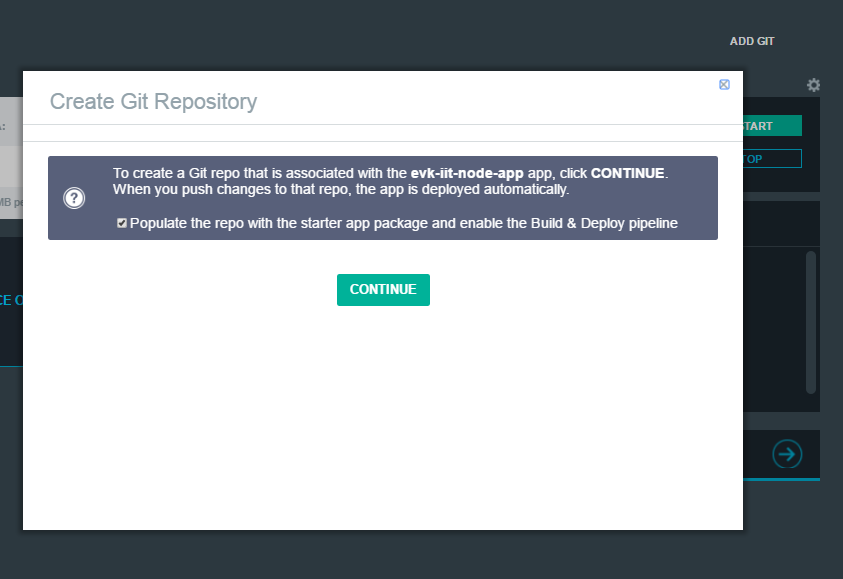 ADD GIT
Create Git Repository
START
TOP
To create a Git repo that is associated with the evk-iit-node-app app, click CONTINUE.
When you push changes to that repo, the app is deployed automatically.
?
Populate the repo with the starter app package and enable the Build & Deploy pipeline
MB pe
CONTINUE
CE O